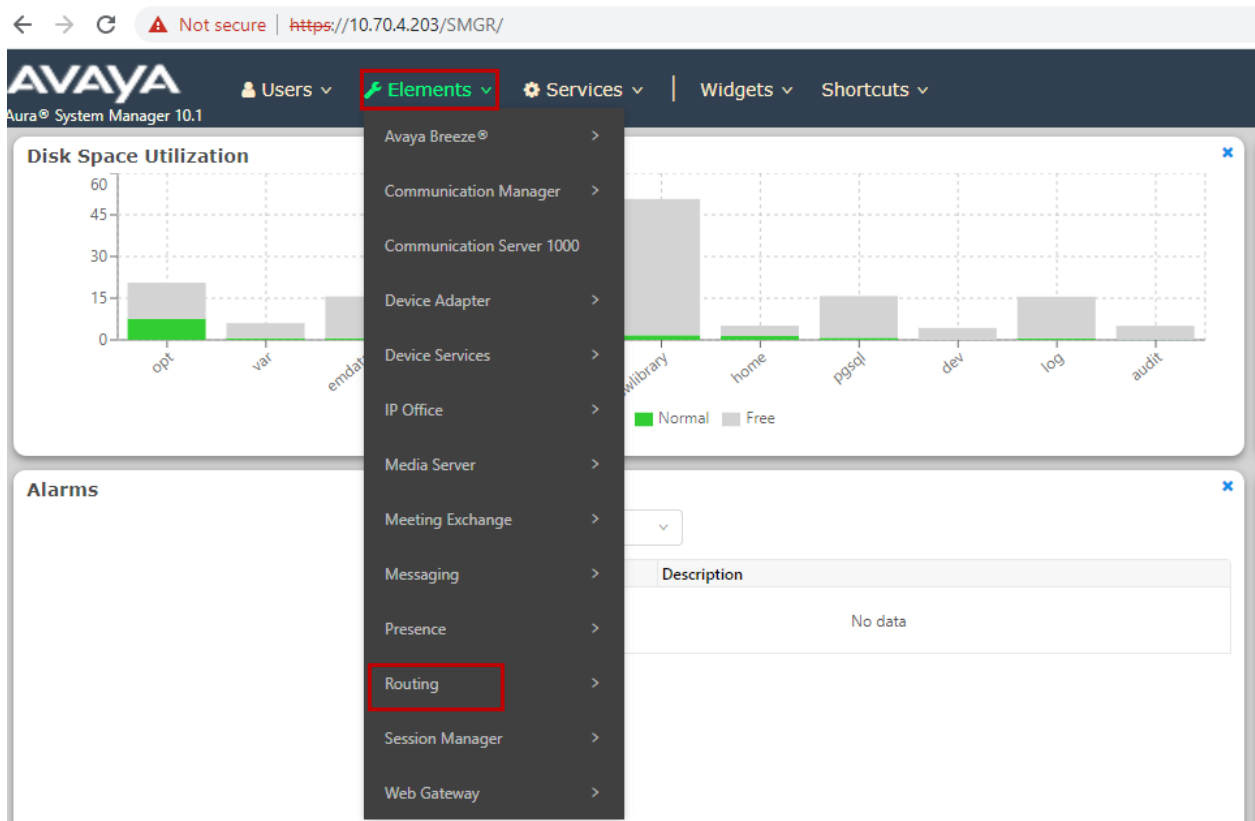 Not secure | https://10.70.4.203/SMGR/
AVAYA
Aura® System Manager 10.1
Users
Elements
Services
Widgets
Shortcuts
Disk Space Utilization
60
45
30
15
0
opt
var
home
pgsql
dev
log
audit
Normal
Free
Avaya Breeze®
Communication Manager
Communication Server 1000
Device Adapter
Device Services
IP Office
Media Server
Meeting Exchange
Messaging
Presence
Routing
Session Manager
Web Gateway
Alarms
Description
No data